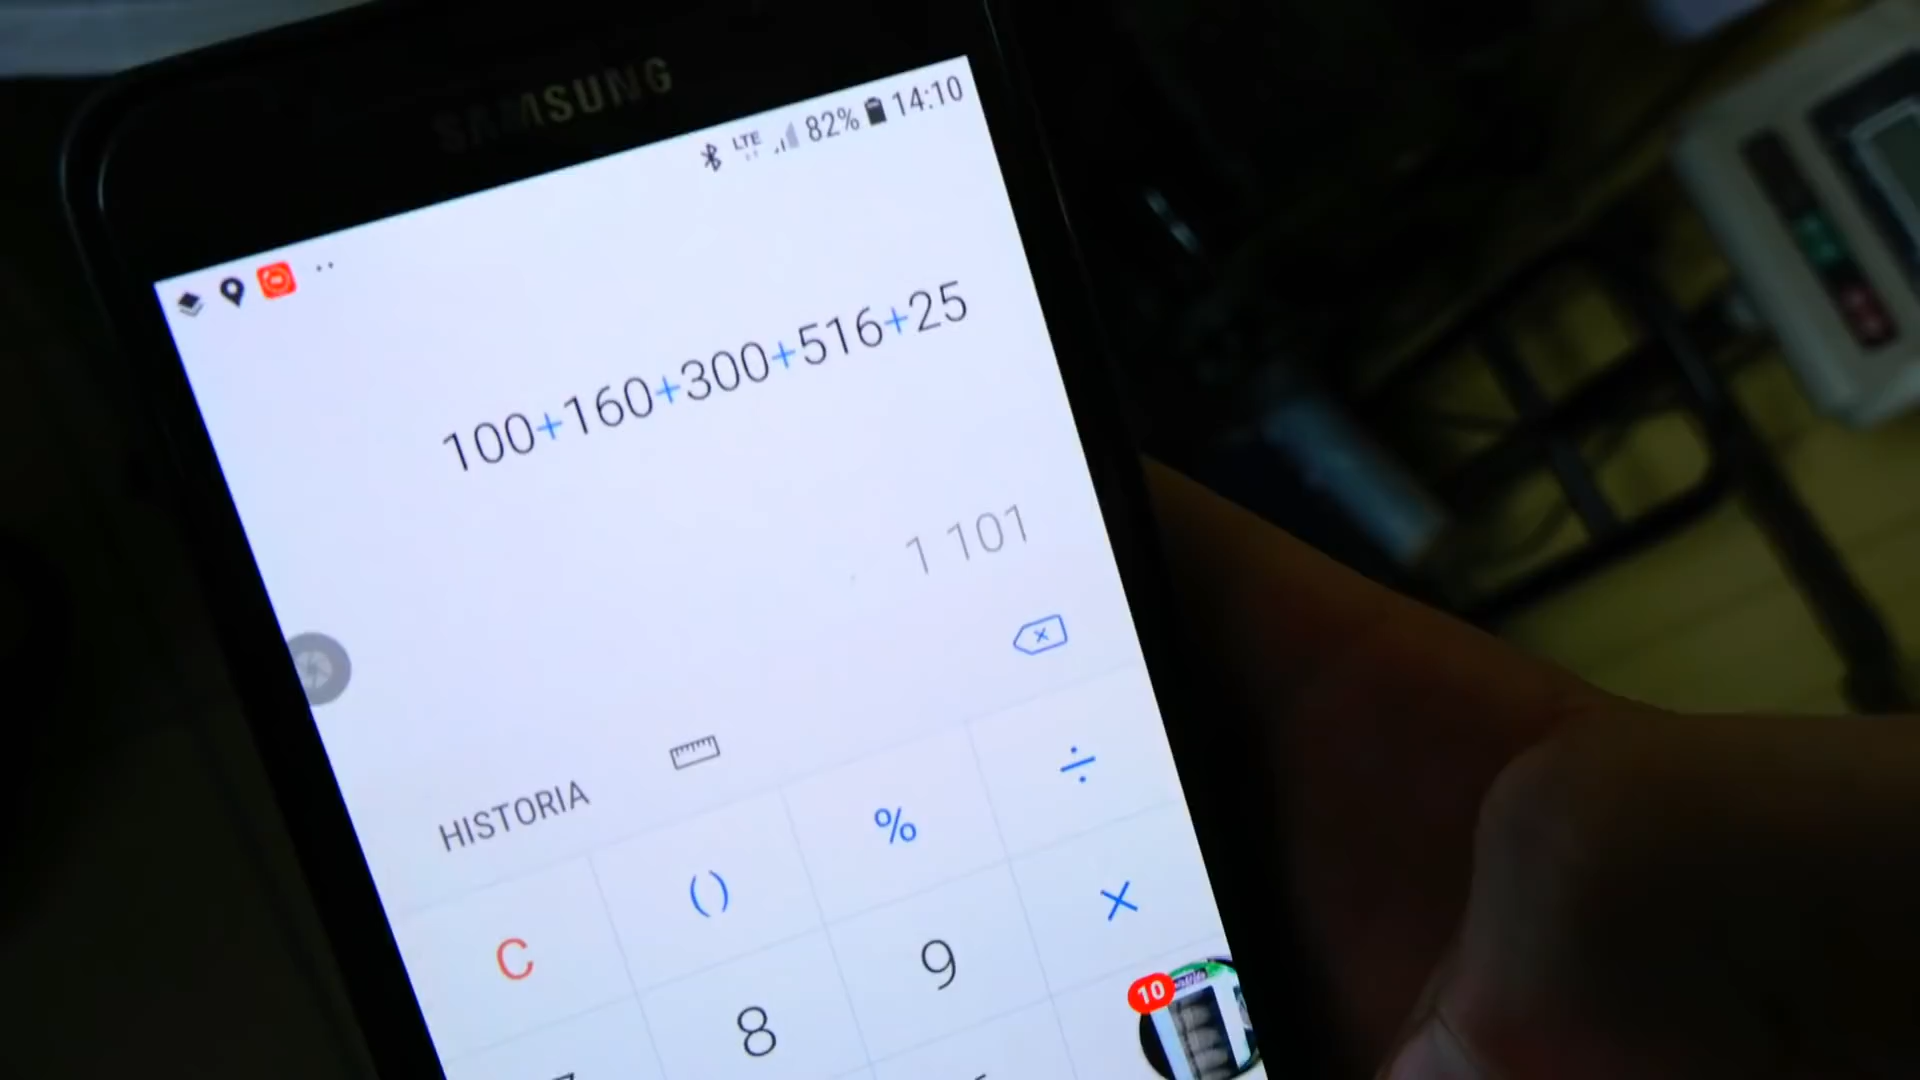 SAMSUNG
LTE 82% 14:10
100+160+300+516+25
1 101
HISTORIA
C () % ÷
8 9 ×
10